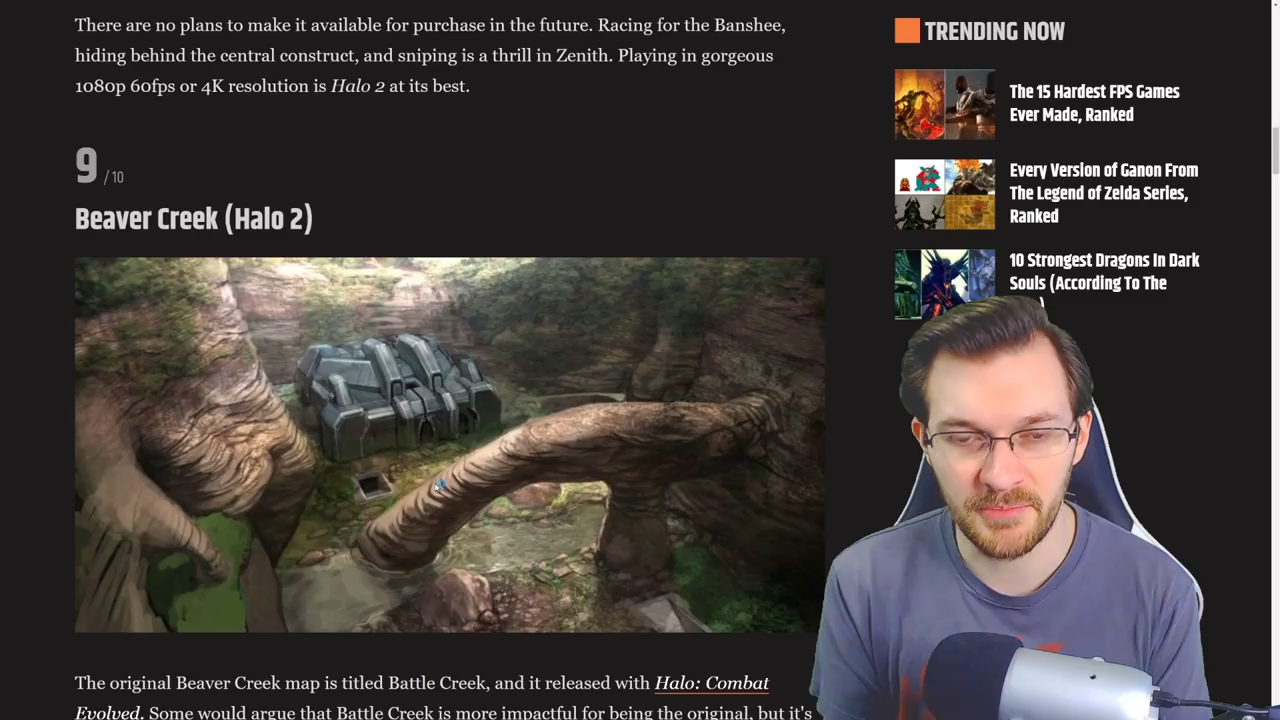 There are no plans to make it available for purchase in the future. Racing for the Banshee,
hiding behind the central construct, and sniping is a thrill in Zenith. Playing in gorgeous
1080p 60fps or 4K resolution is Halo 2 at its best.
9 / 10
Beaver Creek (Halo 2)
The original Beaver Creek map is titled Battle Creek, and it released with Halo: Combat
Evolved. Some would argue that Battle Creek is more impactful for being the original, but it's
TRENDING NOW
The 15 Hardest FPS Games
Ever Made, Ranked
Every Version of Ganon From
The Legend of Zelda Series,
Ranked
10 Strongest Dragons In Dark
Souls (According To The